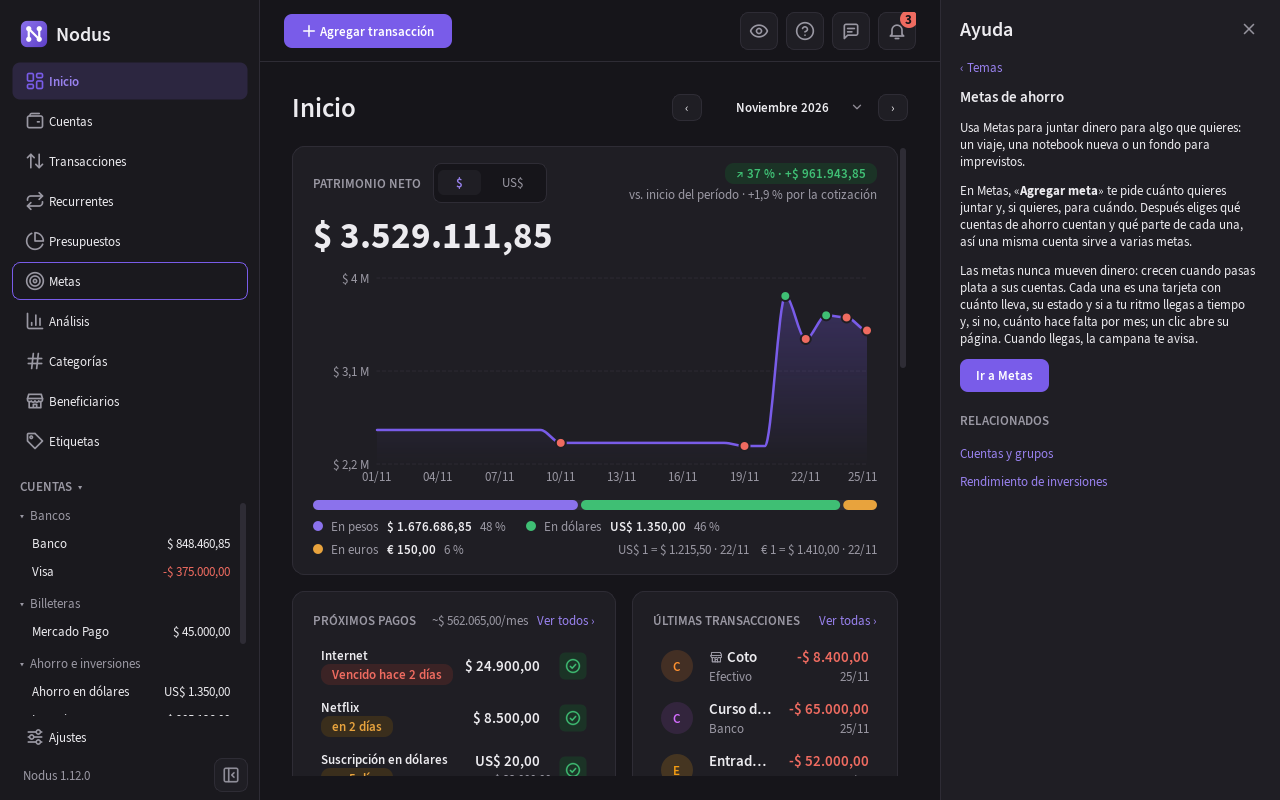 Nodus
Inicio
Cuentas
Transacciones
Recurrentes
Presupuestos
Metas
Análisis
Categorías
Beneficiarios
Etiquetas
CUENTAS
Bancos
Banco $ 848.460,85
Visa -$ 375.000,00
Billeteras
Mercado Pago $ 45.000,00
Ahorro e inversiones
Ahorro en dólares US$ 1.350,00
Ajustes
Nodus 1.12.0
+ Agregar transacción
3
Inicio
‹ Noviembre 2026 ›
PATRIMONIO NETO $ US$
↗ 37 % · +$ 961.943,85
vs. inicio del período · +1,9 % por la cotización
$ 3.529.111,85
$ 4 M
$ 3,1 M
$ 2,2 M
01/11 04/11 07/11 10/11 13/11 16/11 19/11 22/11 25/11
En pesos $ 1.676.686,85 48 % En dólares US$ 1.350,00 46 %
En euros € 150,00 6 % US$ 1 = $ 1.215,50 · 22/11 € 1 = $ 1.410,00 · 22/11
PRÓXIMOS PAGOS ~$ 562.065,00/mes Ver todos ›
Internet
Vencido hace 2 días
$ 24.900,00
Netflix
en 2 días
$ 8.500,00
Suscripción en dólares
US$ 20,00
ÚLTIMAS TRANSACCIONES Ver todas ›
C Coto -$ 8.400,00
Efectivo 25/11
C Curso d... -$ 65.000,00
Banco 25/11
E Entrad... -$ 52.000,00
Ayuda
‹ Temas
Metas de ahorro
Usa Metas para juntar dinero para algo que quieres:
un viaje, una notebook nueva o un fondo para
imprevistos.
En Metas, «Agregar meta» te pide cuánto quieres
juntar y, si quieres, para cuándo. Después eliges qué
cuentas de ahorro cuentan y qué parte de cada una,
así una misma cuenta sirve a varias metas.
Las metas nunca mueven dinero: crecen cuando pasas
plata a sus cuentas. Cada una es una tarjeta con
cuánto lleva, su estado y si a tu ritmo llegas a tiempo
y, si no, cuánto hace falta por mes; un clic abre su
página. Cuando llegas, la campana te avisa.
Ir a Metas
RELACIONADOS
Cuentas y grupos
Rendimiento de inversiones